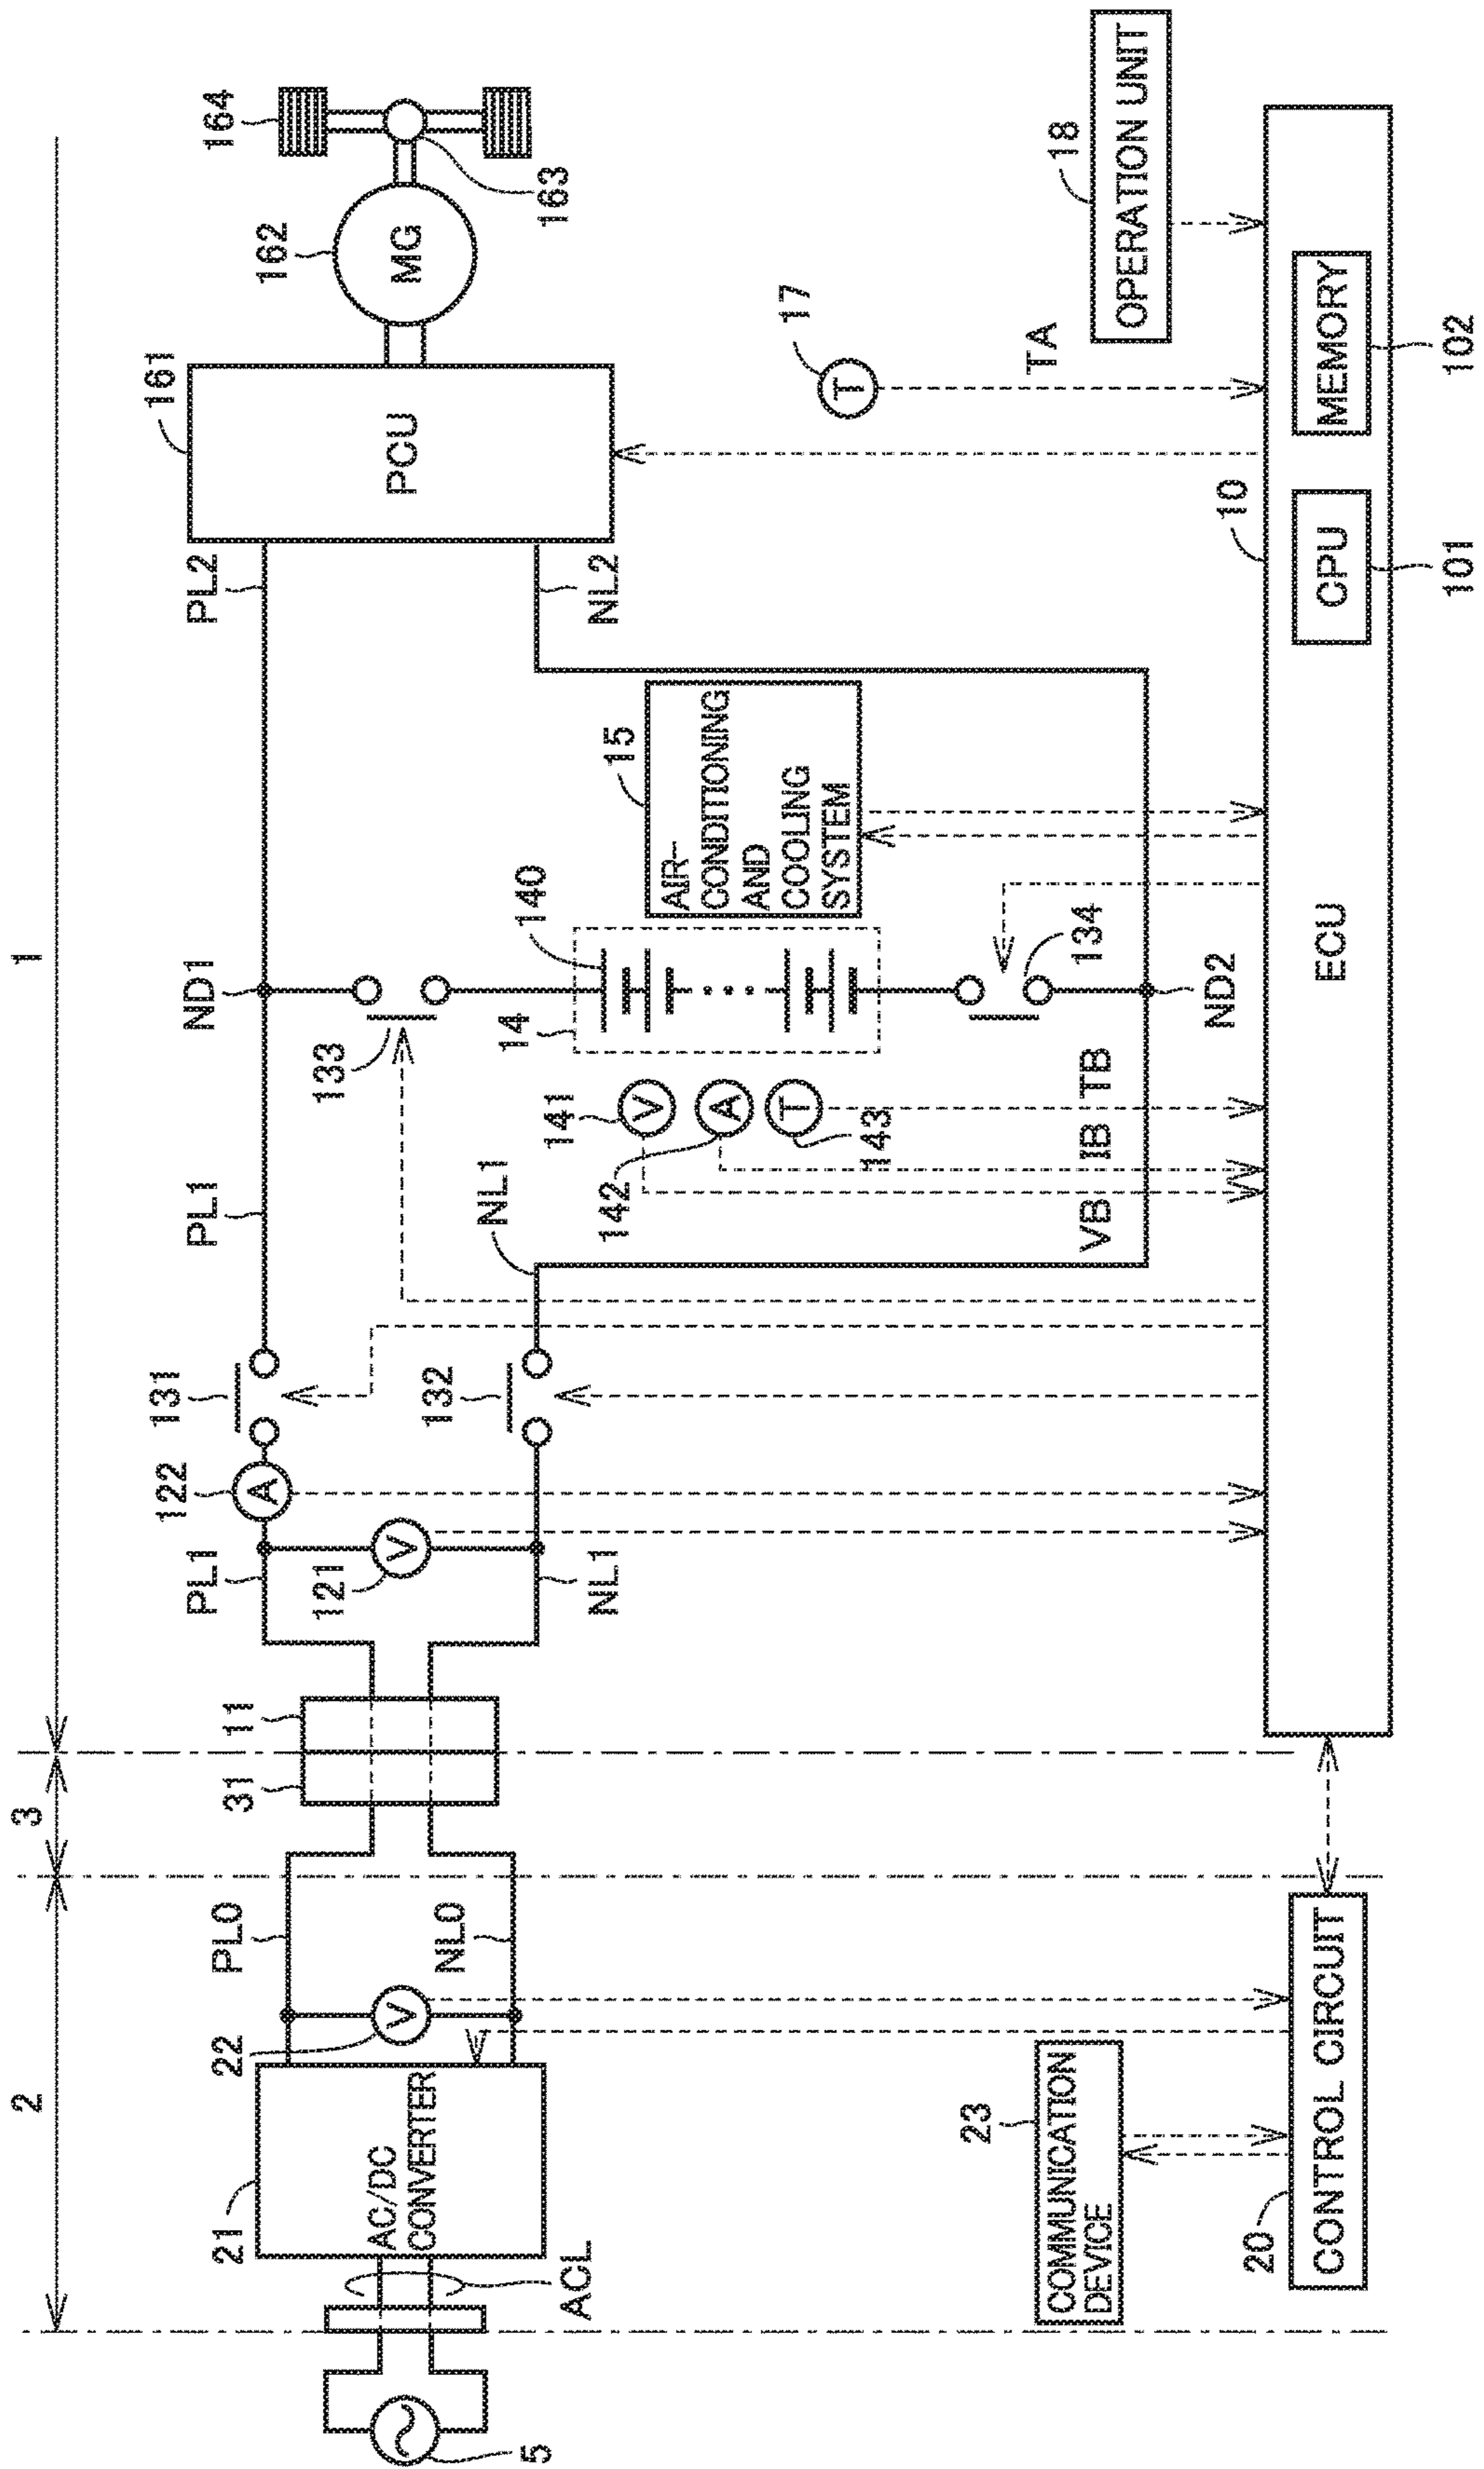 2
3
1
5
ACL
21
AC/DC
CONVERTER
22
PL0
NL0
31
11
PL1
121
NL1
122
131
132
PL1
NL1
133
ND1
14
140
141
142
143
VB
IB
TB
134
ND2
15
AIR-
CONDITIONING
AND
COOLING
SYSTEM
PL2
NL2
161
PCU
162
MG
163
164
17
TA
18
OPERATION UNIT
23
COMMUNICATION
DEVICE
20
CONTROL CIRCUIT
ECU
10
CPU
101
MEMORY
102
V
V
A
V
A
T
T